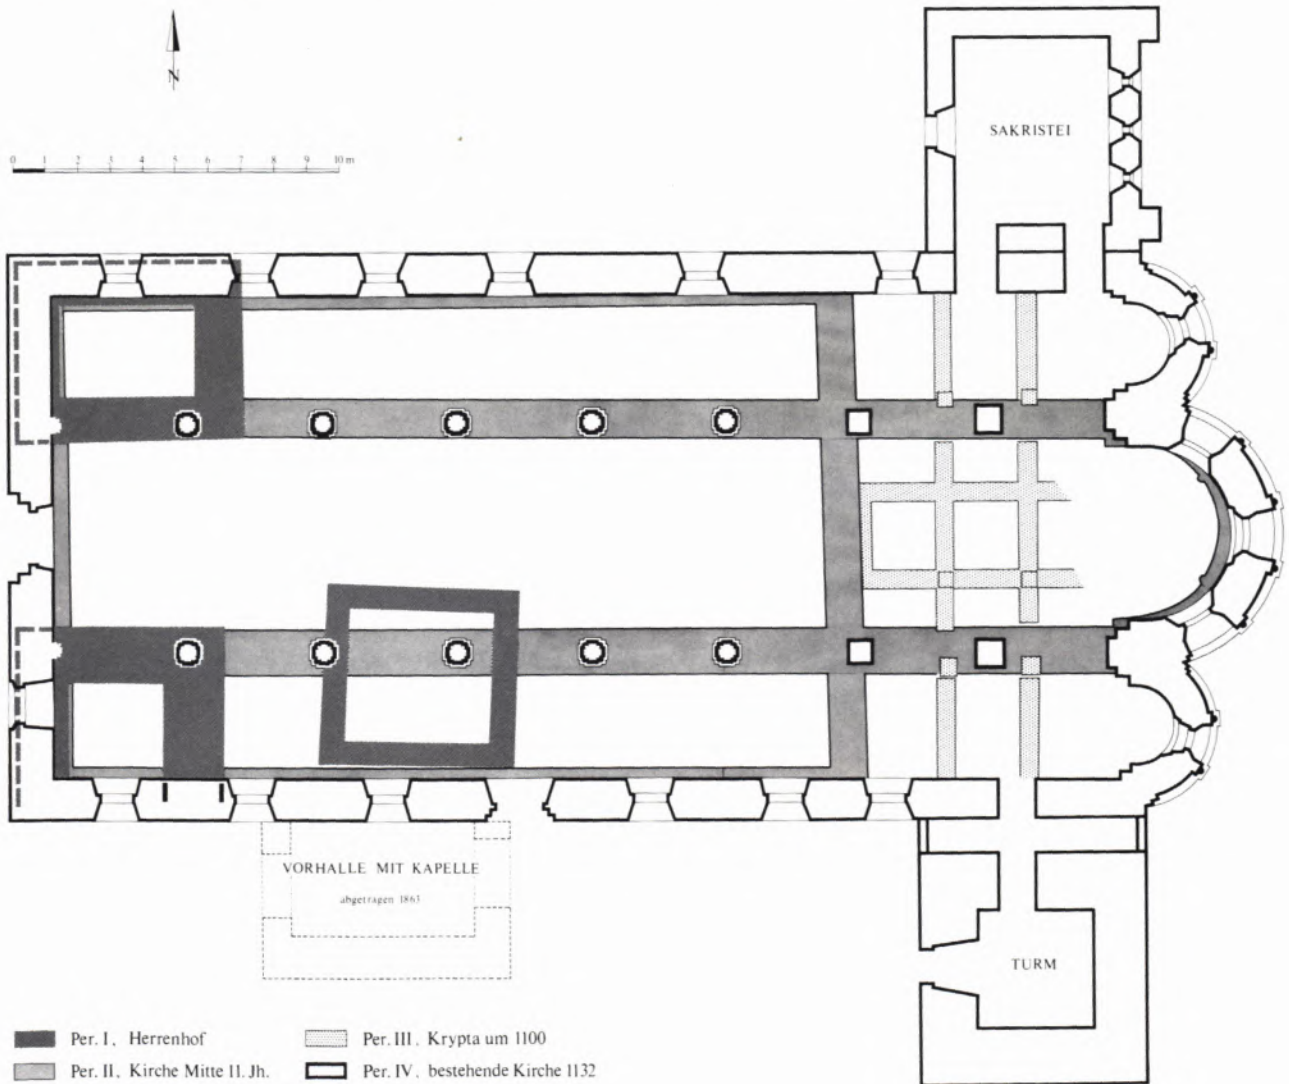 N
0 1 2 3 4 5 6 7 8 9 10 m
SAKRISTEI
VORHALLE MIT KAPELLE
abgetragen 1863
TURM
Per. I, Herrenhof
Per. III, Krypta um 1100
Per. II, Kirche Mitte 11. Jh.
Per. IV, bestehende Kirche 1132